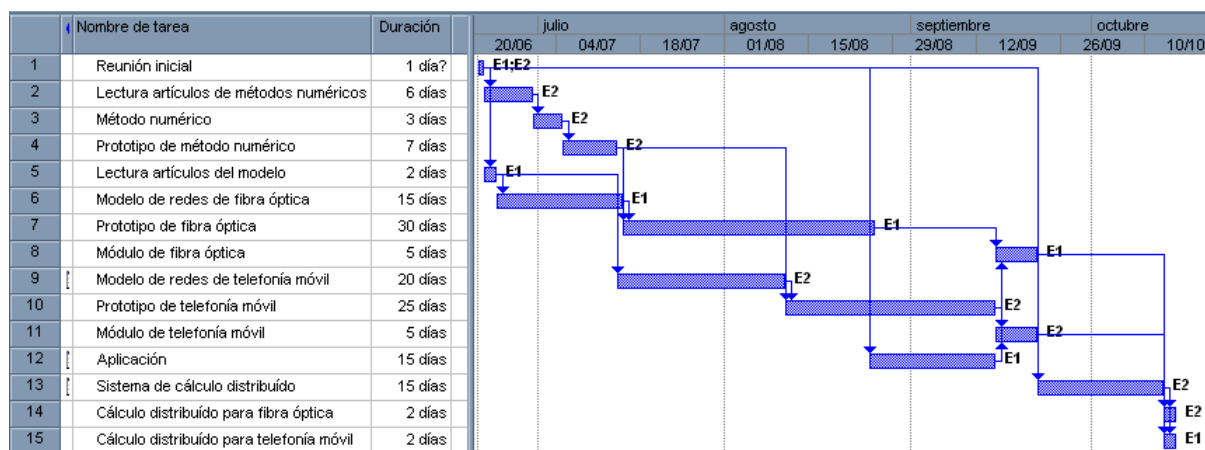 Nombre de tarea Duración julio agosto septiembre octubre
20/06 04/07 18/07 01/08 15/08 29/08 12/09 26/09 10/10
1 Reunión inicial 1 día? E1;E2
2 Lectura artículos de métodos numéricos 6 días E2
3 Método numérico 3 días E2
4 Prototipo de método numérico 7 días E2
5 Lectura artículos del modelo 2 días E1
6 Modelo de redes de fibra óptica 15 días E1
7 Prototipo de fibra óptica 30 días E1
8 Módulo de fibra óptica 5 días E1
9 Modelo de redes de telefonía móvil 20 días E2
10 Prototipo de telefonía móvil 25 días E2
11 Módulo de telefonía móvil 5 días E2
12 Aplicación 15 días E1
13 Sistema de cálculo distribuído 15 días E2
14 Cálculo distribuído para fibra óptica 2 días E2
15 Cálculo distribuído para telefonía móvil 2 días E1